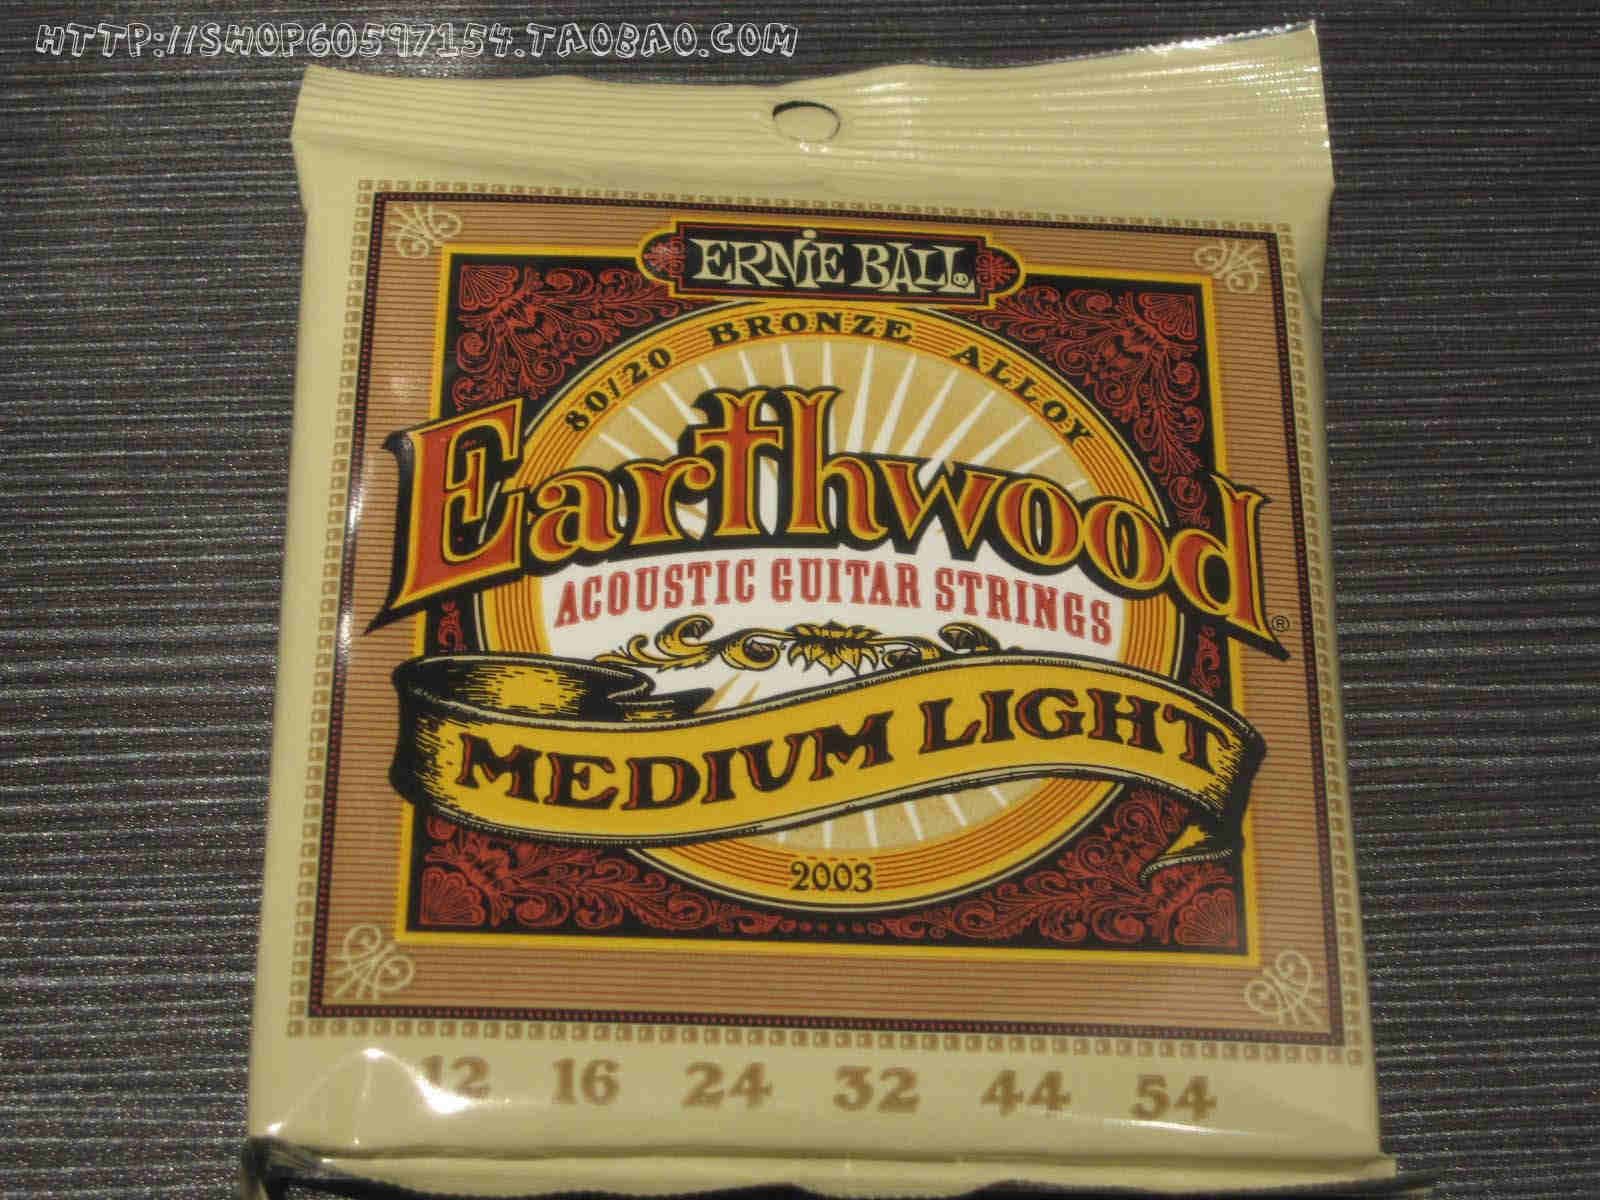 HTTP://SHOP60597154.TAOBAO.COM
ERNIE BALL
80/20 BRONZE ALLOY
Earthwood®
ACOUSTIC GUITAR STRINGS
MEDIUM LIGHT
2003
12 16 24 32 44 54